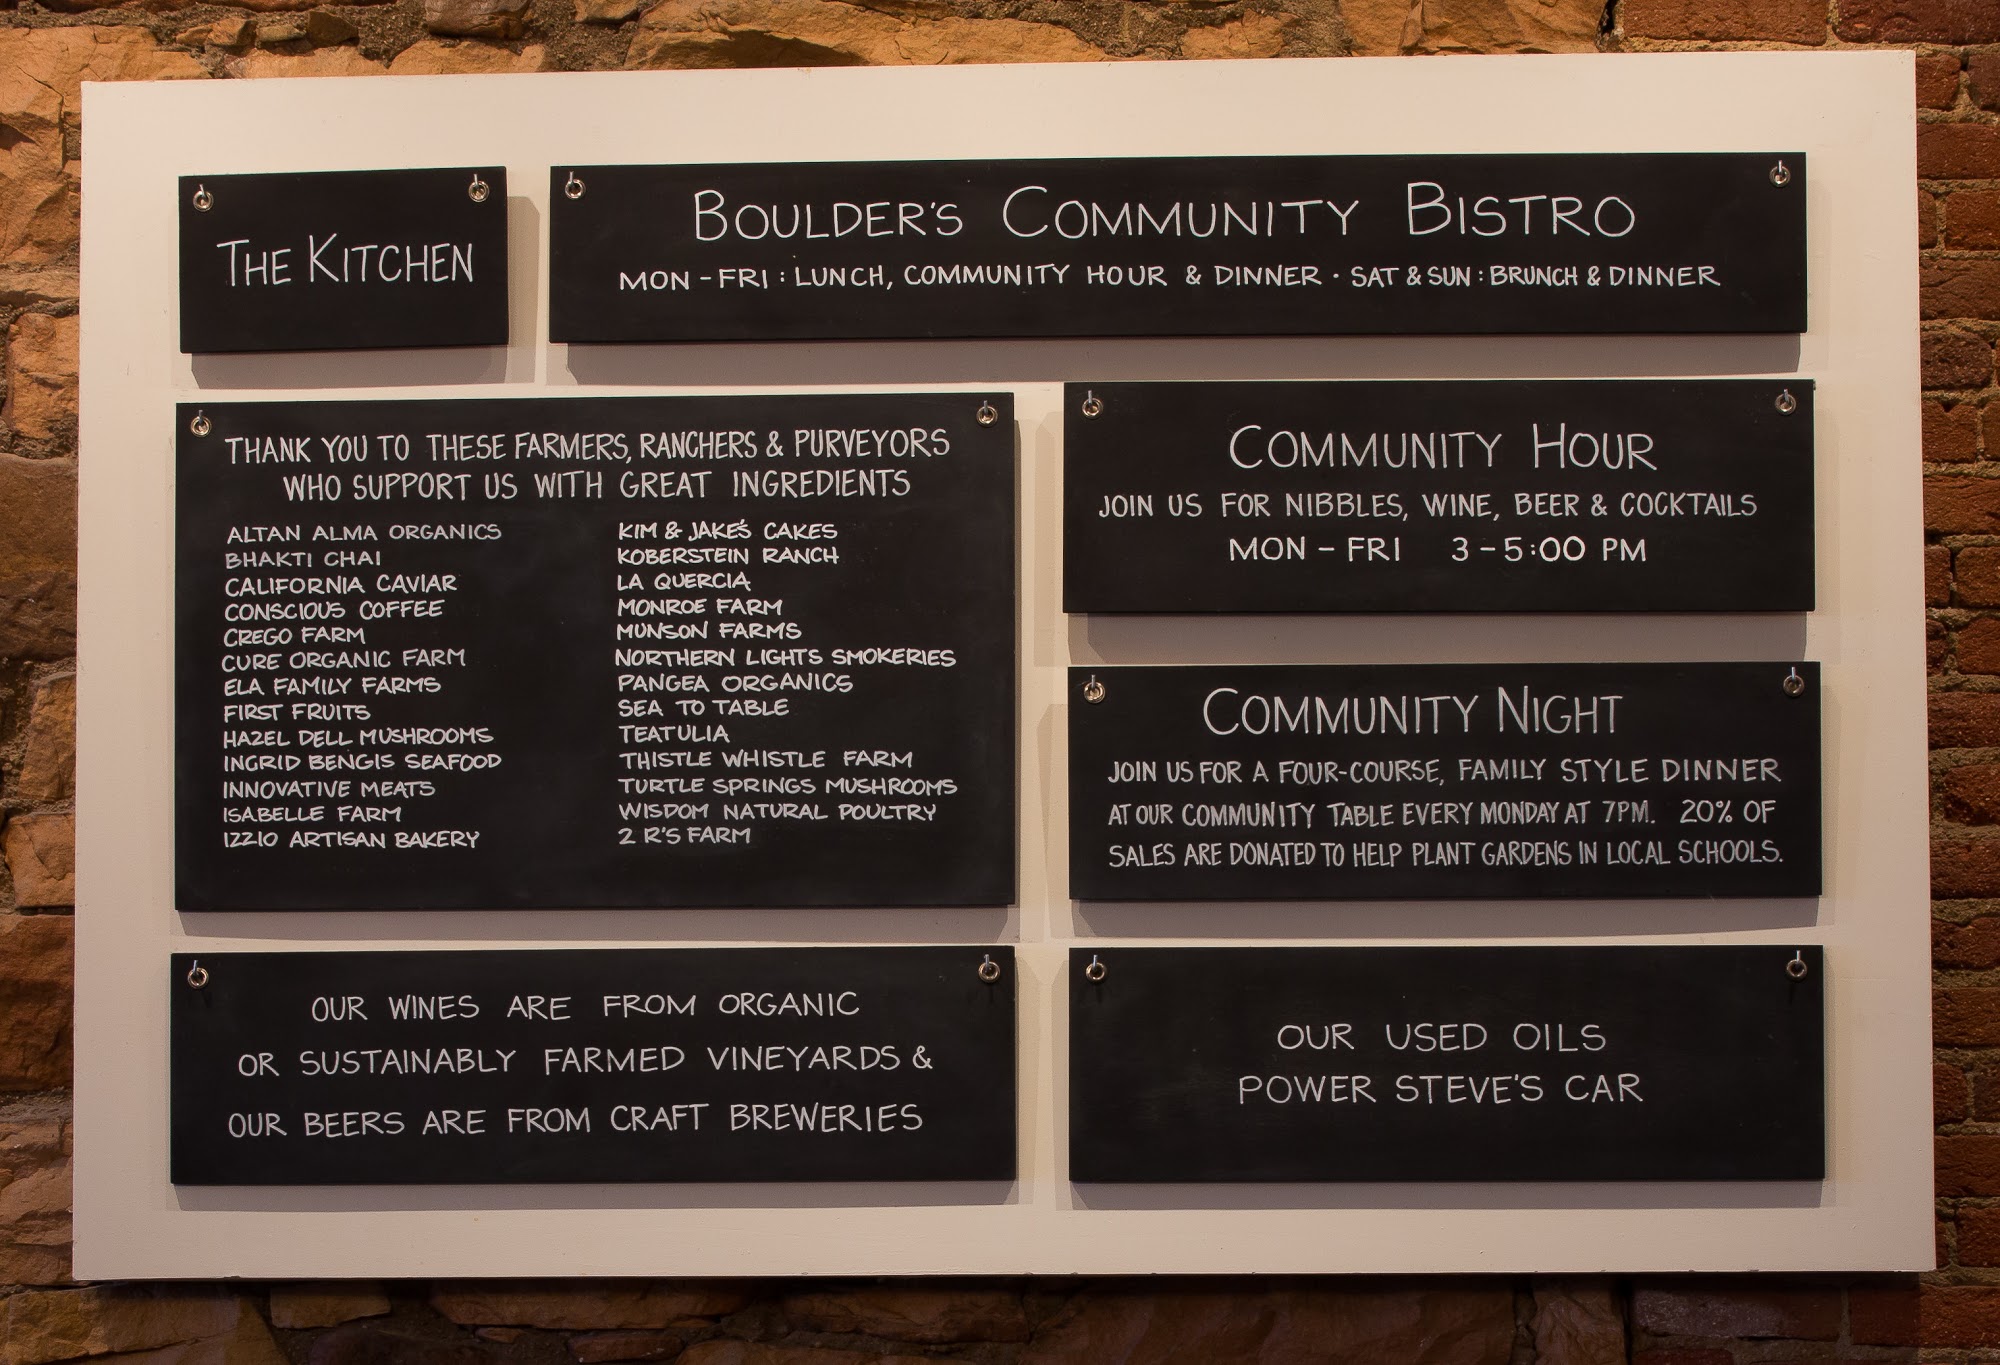 THE KITCHEN
BOULDER'S COMMUNITY BISTRO
MON - FRI : LUNCH, COMMUNITY HOUR & DINNER · SAT & SUN : BRUNCH & DINNER
THANK YOU TO THESE FARMERS, RANCHERS & PURVEYORS
WHO SUPPORT US WITH GREAT INGREDIENTS
ALTAN ALMA ORGANICS
BHAKTI CHAI
CALIFORNIA CAVIAR
CONSCIOUS COFFEE
CREGO FARM
CURE ORGANIC FARM
ELA FAMILY FARMS
FIRST FRUITS
HAZEL DELL MUSHROOMS
INGRID BENGIS SEAFOOD
INNOVATIVE MEATS
ISABELLE FARM
IZZIO ARTISAN BAKERY
KIM & JAKE'S CAKES
KOBERSTEIN RANCH
LA QUERCIA
MONROE FARM
MUNSON FARMS
NORTHERN LIGHTS SMOKERIES
PANGEA ORGANICS
SEA TO TABLE
TEATULIA
THISTLE WHISTLE FARM
TURTLE SPRINGS MUSHROOMS
WISDOM NATURAL POULTRY
2 R'S FARM
COMMUNITY HOUR
JOIN US FOR NIBBLES, WINE, BEER & COCKTAILS
MON - FRI 3 - 5:00 PM
COMMUNITY NIGHT
JOIN US FOR A FOUR-COURSE, FAMILY STYLE DINNER
AT OUR COMMUNITY TABLE EVERY MONDAY AT 7PM. 20% OF
SALES ARE DONATED TO HELP PLANT GARDENS IN LOCAL SCHOOLS.
OUR WINES ARE FROM ORGANIC
OR SUSTAINABLY FARMED VINEYARDS &
OUR BEERS ARE FROM CRAFT BREWERIES
OUR USED OILS
POWER STEVE'S CAR